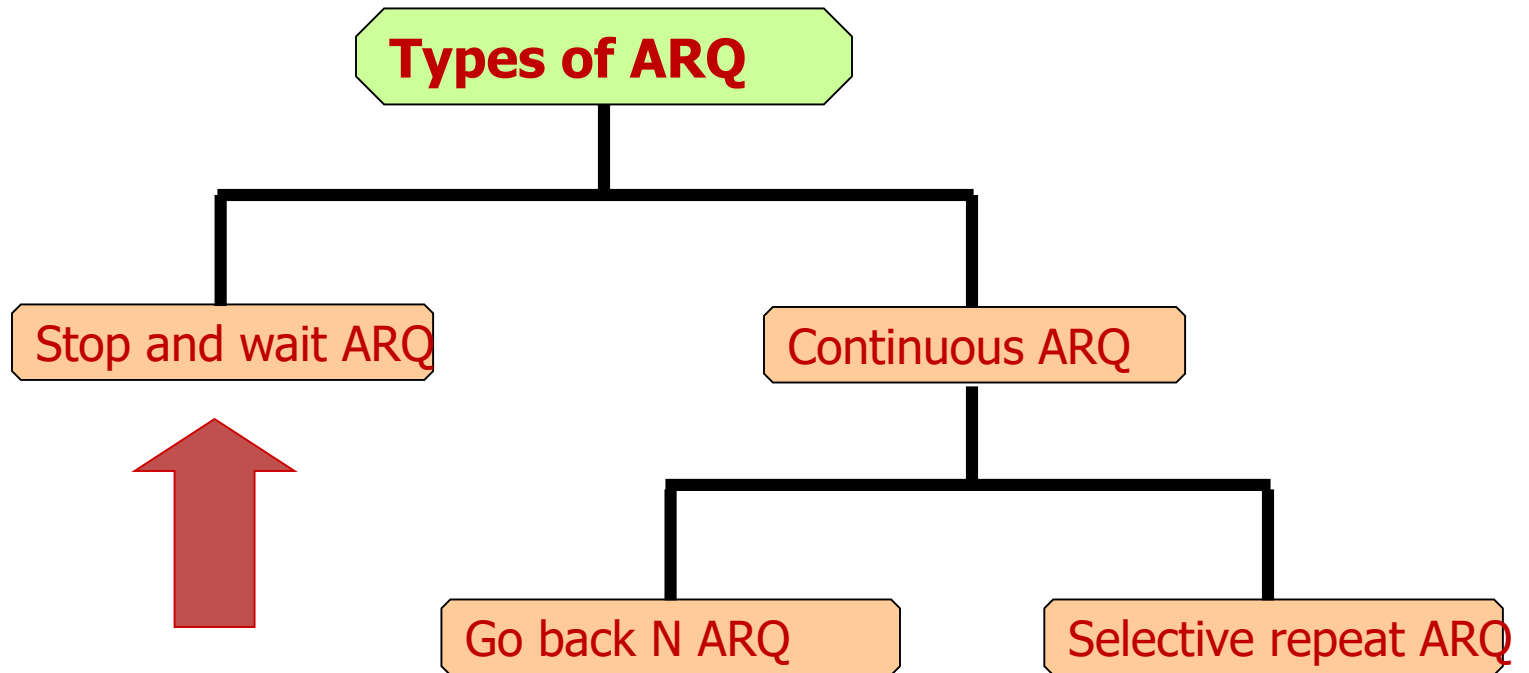 Types of ARQ
Stop and wait ARQ
Continuous ARQ
Go back N ARQ
Selective repeat ARQ